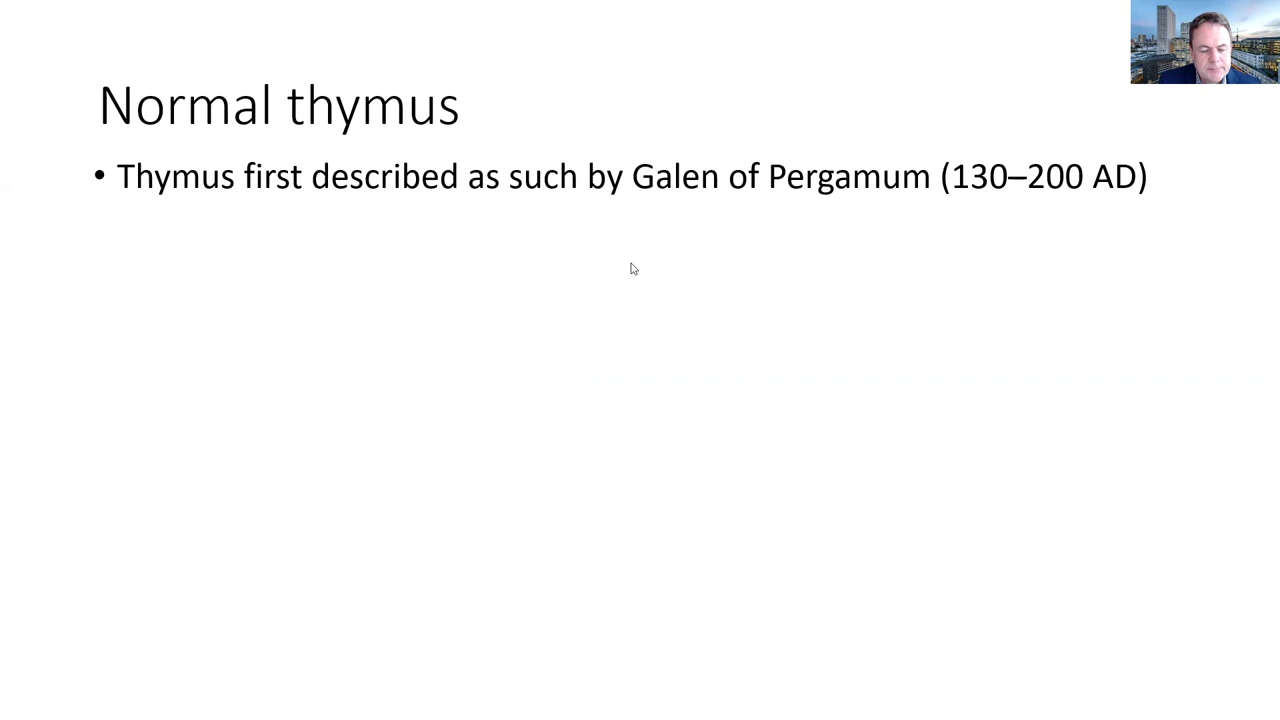 Normal thymus
• Thymus first described as such by Galen of Pergamum (130–200 AD)